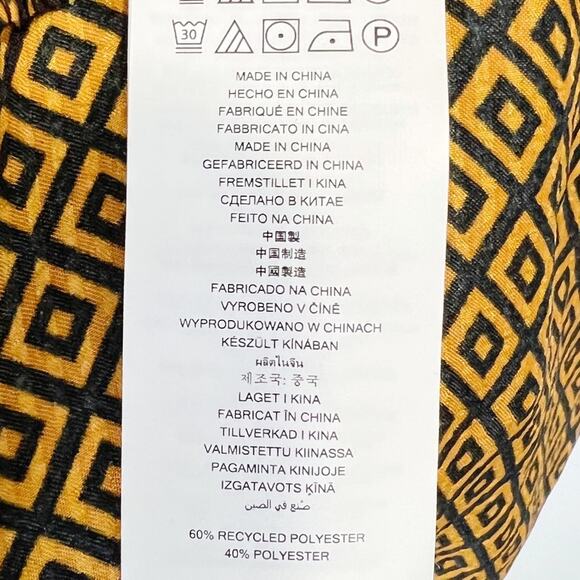 30 P
MADE IN CHINA
HECHO EN CHINA
FABRIQUÉ EN CHINE
FABBRICATO IN CINA
MADE IN CHINA
GEFABRICEERD IN CHINA
FREMSTILLET I KINA
СДЕЛАНО В КИТАЕ
FEITO NA CHINA
中国製
中国制造
中國製造
FABRICADO NA CHINA
VYROBENO V ČÍNĚ
WYPRODUKOWANO W CHINACH
KÉSZÜLT KÍNÁBAN
ผลิตในจีน
제조국: 중국
LAGET I KINA
FABRICAT ÎN CHINA
TILLVERKAD I KINA
VALMISTETTU KIINASSA
PAGAMINTA KINIJOJE
IZGATAVOTS ĶĪNĀ
صنع في الصين
60% RECYCLED POLYESTER
40% POLYESTER